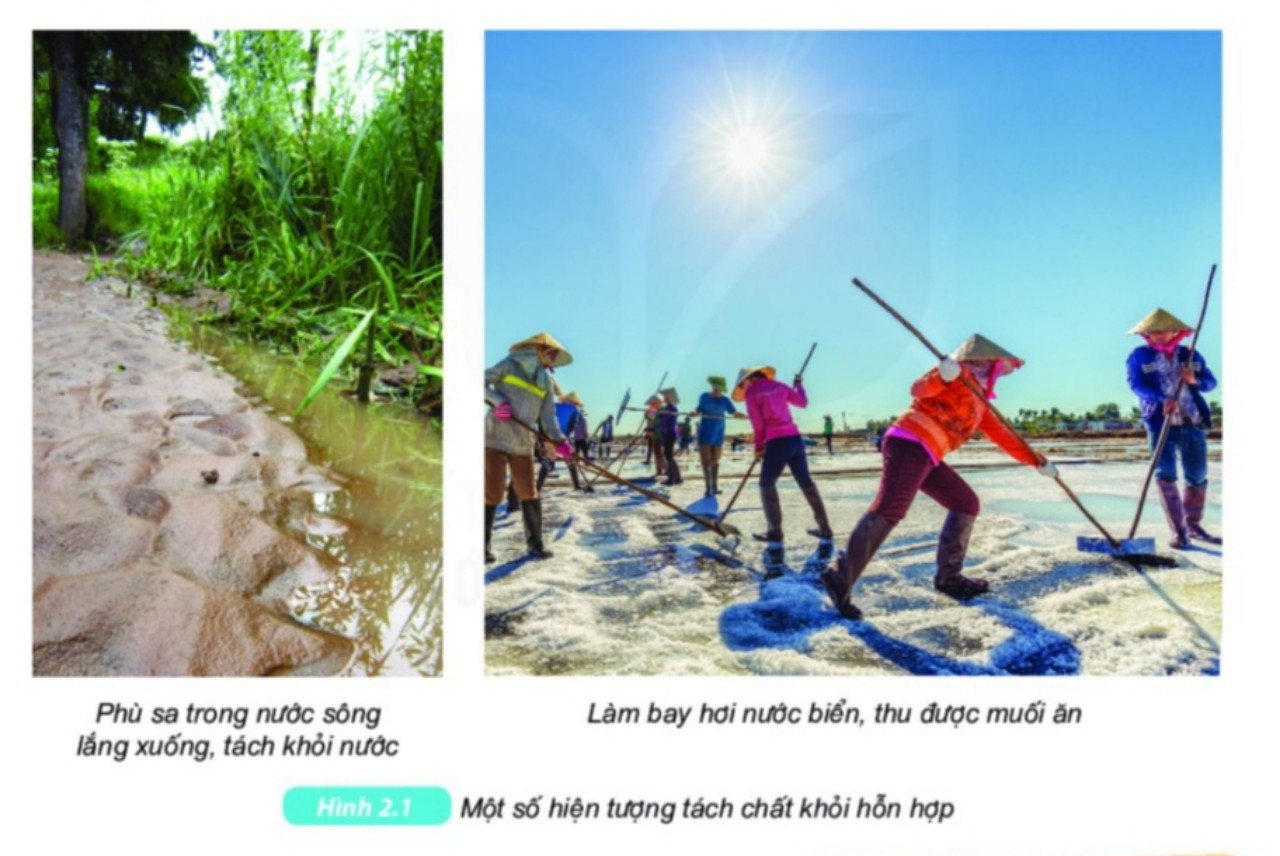 Phù sa trong nước sông
lắng xuống, tách khỏi nước
Làm bay hơi nước biển, thu được muối ăn
Hình 2.1 Một số hiện tượng tách chất khỏi hỗn hợp